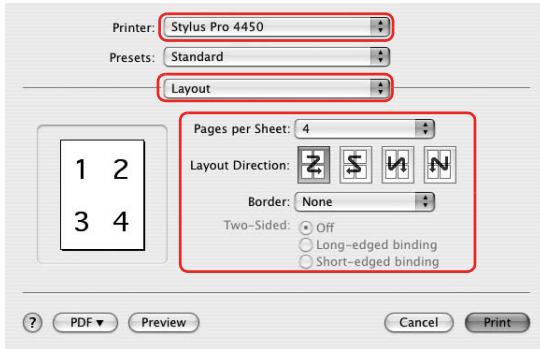 Printer: Stylus Pro 4450
Presets: Standard
Layout
Pages per Sheet: 4
Layout Direction:
Border: None
Two-Sided: Off
Long-edged binding
Short-edged binding
1 2
3 4
? PDF▼ Preview Cancel Print